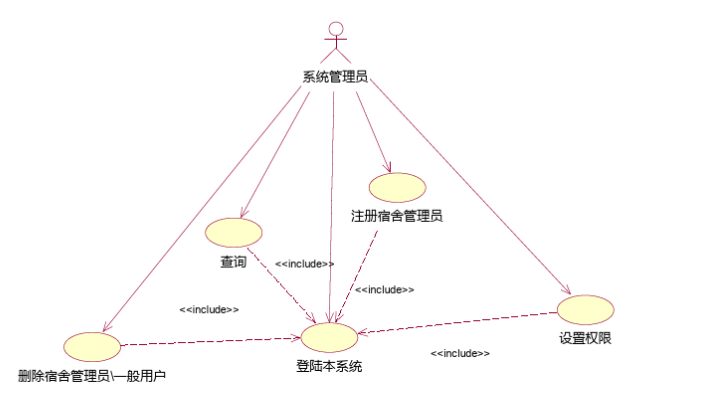 系统管理员
注册宿舍管理员
查询
<<include>>
<<include>>
<<include>>
设置权限
<<include>>
登陆本系统
删除宿舍管理员\一般用户